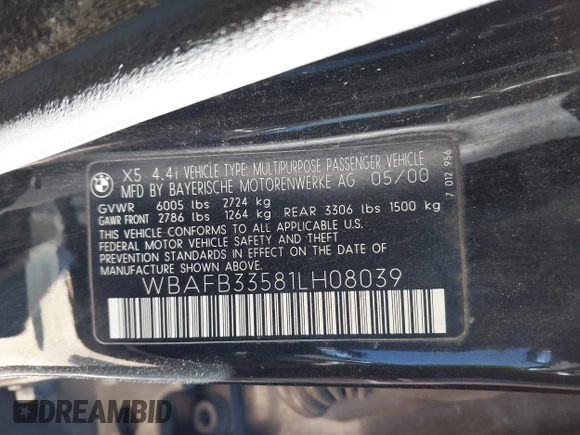 X5 4.4i VEHICLE TYPE: MULTIPURPOSE PASSENGER VEHICLE
MFD BY BAYERISCHE MOTORENWERKE AG 05/00
GVWR 6005 lbs 2724 kg
GAWR FRONT 2786 lbs 1264 kg. REAR 3306 lbs 1500 kg
THIS VEHICLE CONFORMS TO ALL APPLICABLE U.S.
FEDERAL MOTOR VEHICLE SAFETY AND THEFT
PREVENTION STANDARDS IN EFFECT ON THE DATE
OF MANUFACTURE SHOWN ABOVE.
WBAFB33581LH08039
7 012 956
DREAMBID